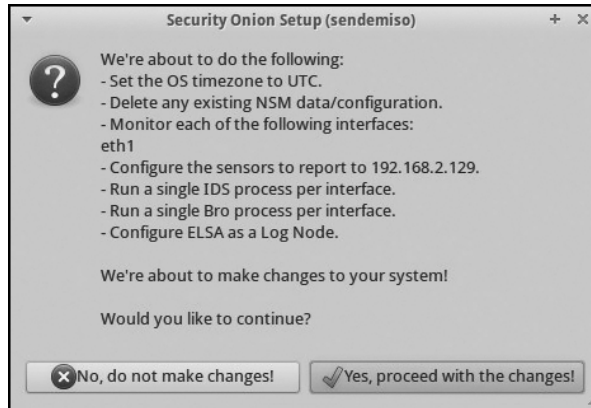 Security Onion Setup (sendemiso)
We're about to do the following:
- Set the OS timezone to UTC.
- Delete any existing NSM data/configuration.
- Monitor each of the following interfaces:
eth1
- Configure the sensors to report to 192.168.2.129.
- Run a single IDS process per interface.
- Run a single Bro process per interface.
- Configure ELSA as a Log Node.
We're about to make changes to your system!
Would you like to continue?
No, do not make changes!
Yes, proceed with the changes!